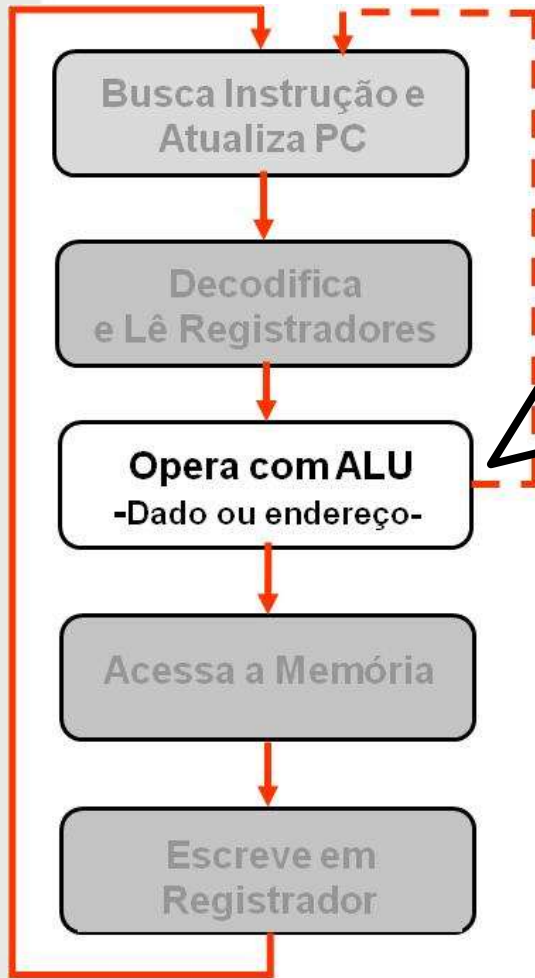 Busca Instrução e
Atualiza PC
Decodifica
e Lê Registradores
Opera com ALU
-Dado ou endereço-
Acessa a Memória
Escreve em
Registrador